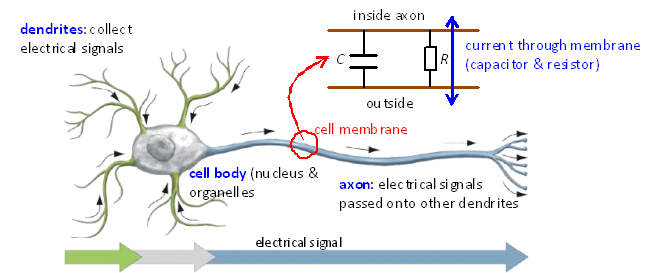 dendrites: collect
electrical signals
inside axon
C
R
current through membrane
(capacitor & resistor)
outside
cell membrane
cell body (nucleus &
organelles
axon: electrical signals
passed onto other dendrites
electrical signal